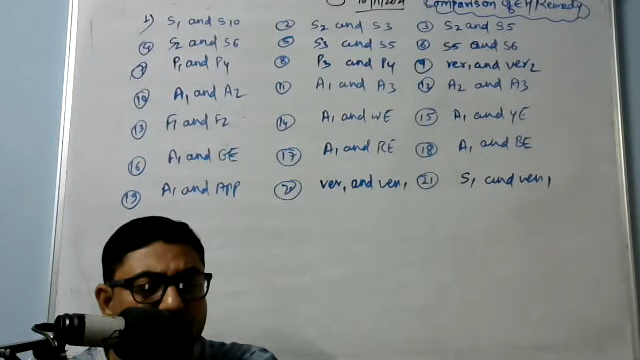 Comparison of EH/Remedy
1) S1 and S10 ② S2 and S3 ③ S2 and S5
④ S2 and S6 ⑤ S3 and S5 ⑥ S5 and S6
⑦ P1 and P4 ⑧ P3 and P4 ⑨ ver1 and ver2
⑩ A1 and A2 ⑪ A1 and A3 ⑫ A2 and A3
⑬ F1 and F2 ⑭ A1 and WE ⑮ A1 and YE
⑯ A1 and GE ⑰ A1 and RE ⑱ A1 and BE
⑲ A1 and APP ⑳ ver1 and ven1 ㉑ S1 and ven1